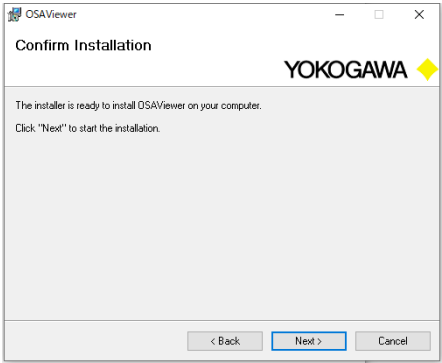 OSAViewer
Confirm Installation
YOKOGAWA
The installer is ready to install OSAViewer on your computer.
Click "Next" to start the installation.
< Back
Next >
Cancel